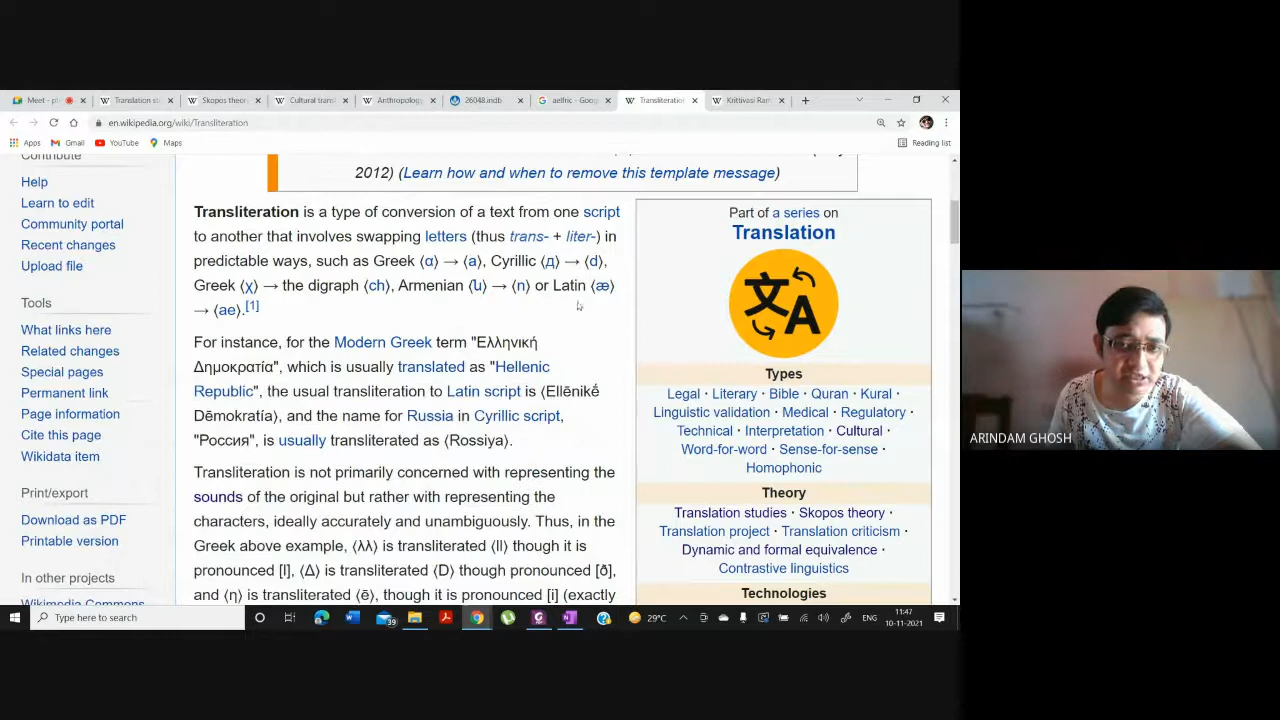 Meet - ph
Translation st
Skopos theor
Cultural trans
Anthropology
26048.indb
aelfric - Goog
Transliteration
Krittivasi Ram
en.wikipedia.org/wiki/Transliteration
Apps
Gmail
YouTube
Maps
Reading list
Contribute
Help
Learn to edit
Community portal
Recent changes
Upload file
Tools
What links here
Related changes
Special pages
Permanent link
Page information
Cite this page
Wikidata item
Print/export
Download as PDF
Printable version
In other projects
Wikimedia Commons
2012) (Learn how and when to remove this template message)
Transliteration is a type of conversion of a text from one script
to another that involves swapping letters (thus trans- + liter-) in
predictable ways, such as Greek ⟨α⟩ → ⟨a⟩, Cyrillic ⟨д⟩ → ⟨d⟩,
Greek ⟨χ⟩ → the digraph ⟨ch⟩, Armenian ⟨ն⟩ → ⟨n⟩ or Latin ⟨æ⟩
→ ⟨ae⟩.[1]
For instance, for the Modern Greek term "Ελληνική
Δημοκρατία", which is usually translated as "Hellenic
Republic", the usual transliteration to Latin script is ⟨Ellēnikḗ
Dēmokratía⟩, and the name for Russia in Cyrillic script,
"Россия", is usually transliterated as ⟨Rossiya⟩.
Transliteration is not primarily concerned with representing the
sounds of the original but rather with representing the
characters, ideally accurately and unambiguously. Thus, in the
Greek above example, ⟨λλ⟩ is transliterated ⟨ll⟩ though it is
pronounced [l], ⟨Δ⟩ is transliterated ⟨D⟩ though pronounced [ð],
and ⟨η⟩ is transliterated ⟨ē⟩, though it is pronounced [i] (exactly
Part of a series on
Translation
文A
Types
Legal · Literary · Bible · Quran · Kural ·
Linguistic validation · Medical · Regulatory ·
Technical · Interpretation · Cultural ·
Word-for-word · Sense-for-sense ·
Homophonic
Theory
Translation studies · Skopos theory ·
Translation project · Translation criticism ·
Dynamic and formal equivalence ·
Contrastive linguistics
Technologies
ARINDAM GHOSH
Type here to search
39
29°C
ENG
11:47
10-11-2021